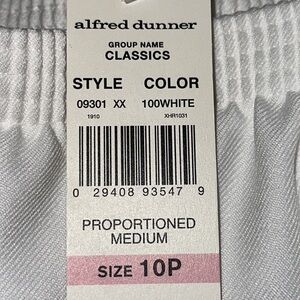 alfred dunner
GROUP NAME
CLASSICS
STYLE COLOR
09301 XX 100WHITE
1910 XHR1031
0 29408 93547 9
PROPORTIONED
MEDIUM
SIZE 10P